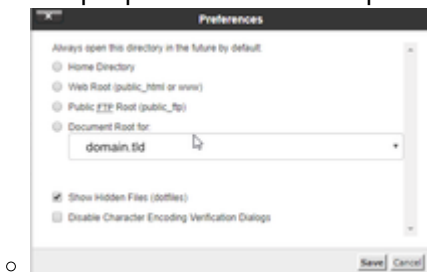 Preferences
Always open this directory in the future by default:
Home Directory
Web Root (public_html or www)
Public FTP Root (public_ftp)
Document Root for:
domain.tld
Show Hidden Files (dotfiles)
Disable Character Encoding Verification Dialogs
Save Cancel